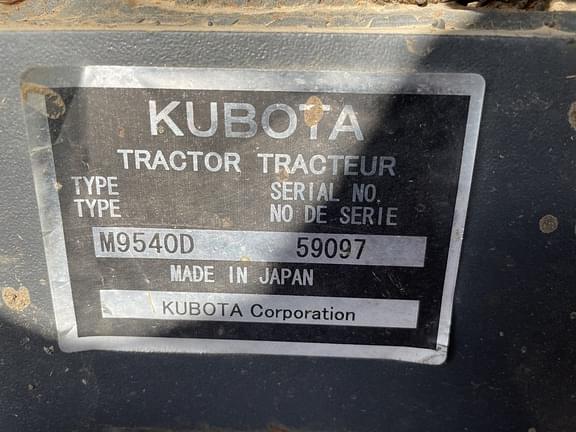 KUBOTA
TRACTOR TRACTEUR
TYPE SERIAL NO.
TYPE NO DE SERIE
M9540D 59097
MADE IN JAPAN
KUBOTA Corporation